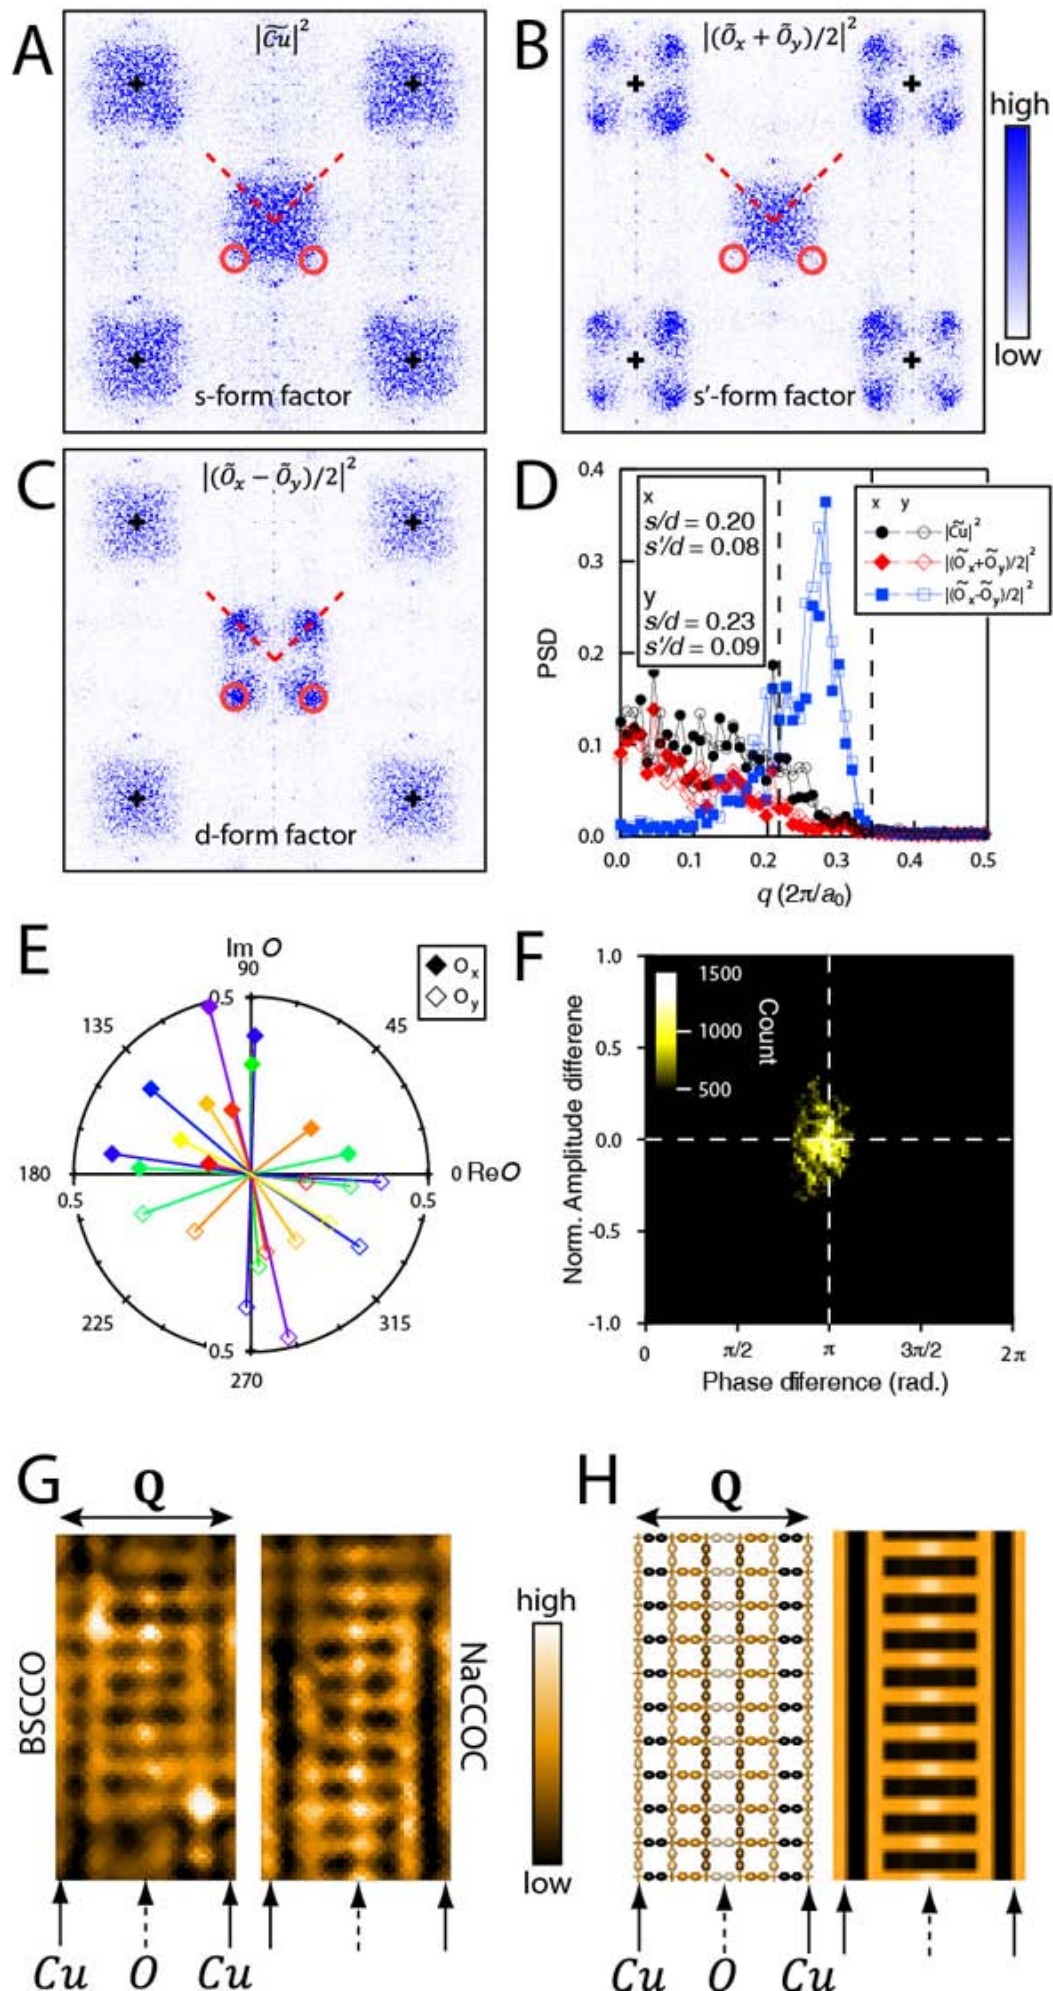 A
|C̃u|²
s-form factor
B
|(Õₓ + Õᵧ)/2|²
s'-form factor
high
low
C
|(Õₓ − Õᵧ)/2|²
d-form factor
D
PSD
0.4
0.3
0.2
0.1
0.0
0.0 0.1 0.2 0.3 0.4 0.5
q (2π/a₀)
x
s/d = 0.20
s'/d = 0.08
y
s/d = 0.23
s'/d = 0.09
x y
|C̃u|²
|(Õₓ+Õᵧ)/2|²
|(Õₓ-Õᵧ)/2|²
E
Im O
90
0.5
135
45
180
0.5
0 Re O
0.5
225
315
0.5
270
Oₓ
Oᵧ
F
Norm. Amplitude differene
1.0
0.5
0.0
-0.5
-1.0
1500
1000
500
Count
0 π/2 π 3π/2 2π
Phase diference (rad.)
G
Q
BSCCO
NaCCOC
Cu O Cu
high
low
H
Q
Cu O Cu